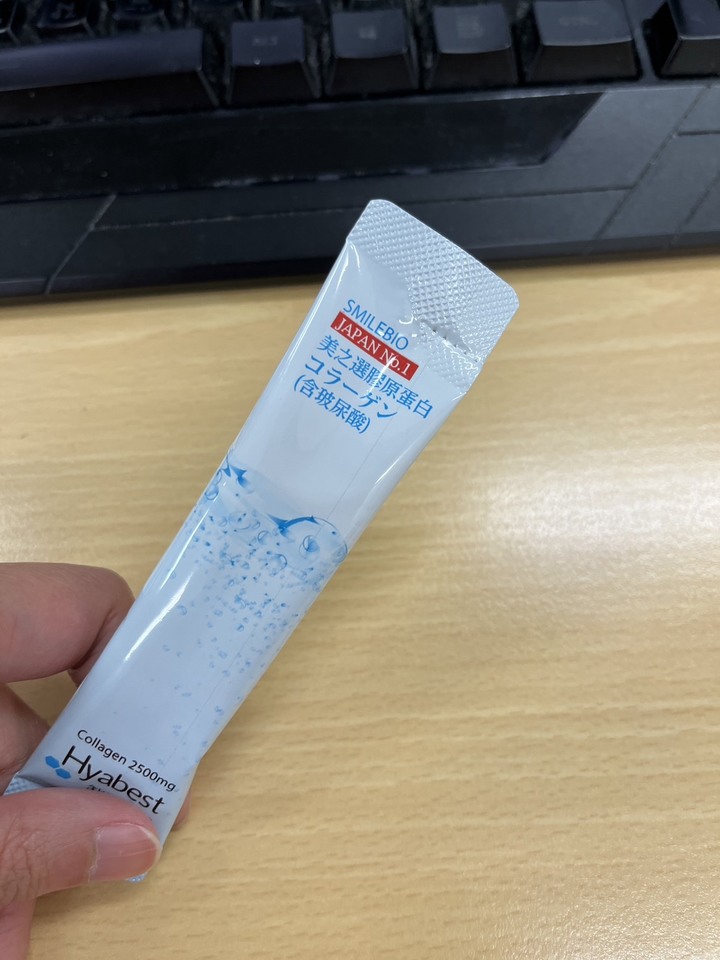 SMILEBIO
JAPAN No.1
美之選膠原蛋白
コラーゲン
(含玻尿酸)
Collagen 2500mg
Hyabest